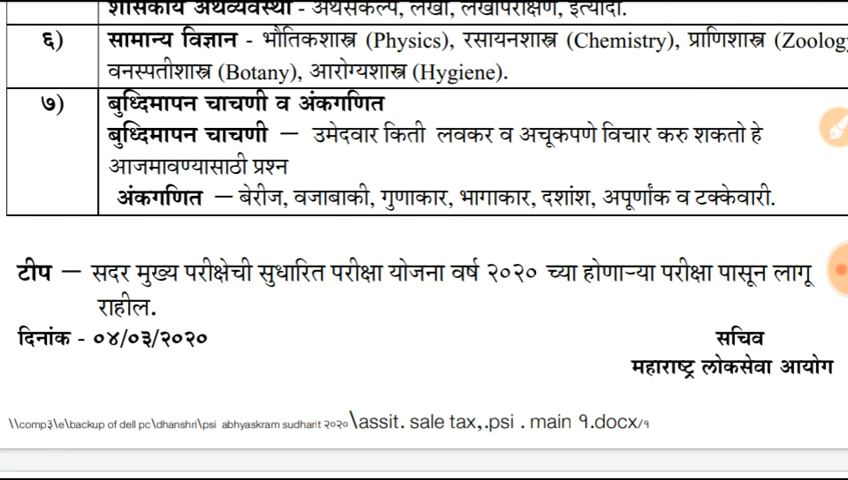 शासकीय अर्थव्यवस्था - अर्थसंकल्प, लेखा, लेखापरीक्षण, इत्यादी.
६) सामान्य विज्ञान - भौतिकशास्त्र (Physics), रसायनशास्त्र (Chemistry), प्राणिशास्त्र (Zoology
वनस्पतीशास्त्र (Botany), आरोग्यशास्त्र (Hygiene).
७) बुध्दिमापन चाचणी व अंकगणित
बुध्दिमापन चाचणी — उमेदवार किती लवकर व अचूकपणे विचार करु शकतो हे
आजमावण्यासाठी प्रश्न
अंकगणित — बेरीज, वजाबाकी, गुणाकार, भागाकार, दशांश, अपूर्णांक व टक्केवारी.
टीप — सदर मुख्य परीक्षेची सुधारित परीक्षा योजना वर्ष २०२० च्या होणाऱ्या परीक्षा पासून लागू
राहील.
दिनांक - ०४/०३/२०२० सचिव
महाराष्ट्र लोकसेवा आयोग
\\comp३\e\backup of dell pc\dhanshri\psi abhyaskram sudharit २०२०\assit. sale tax,.psi . main १.docx/१